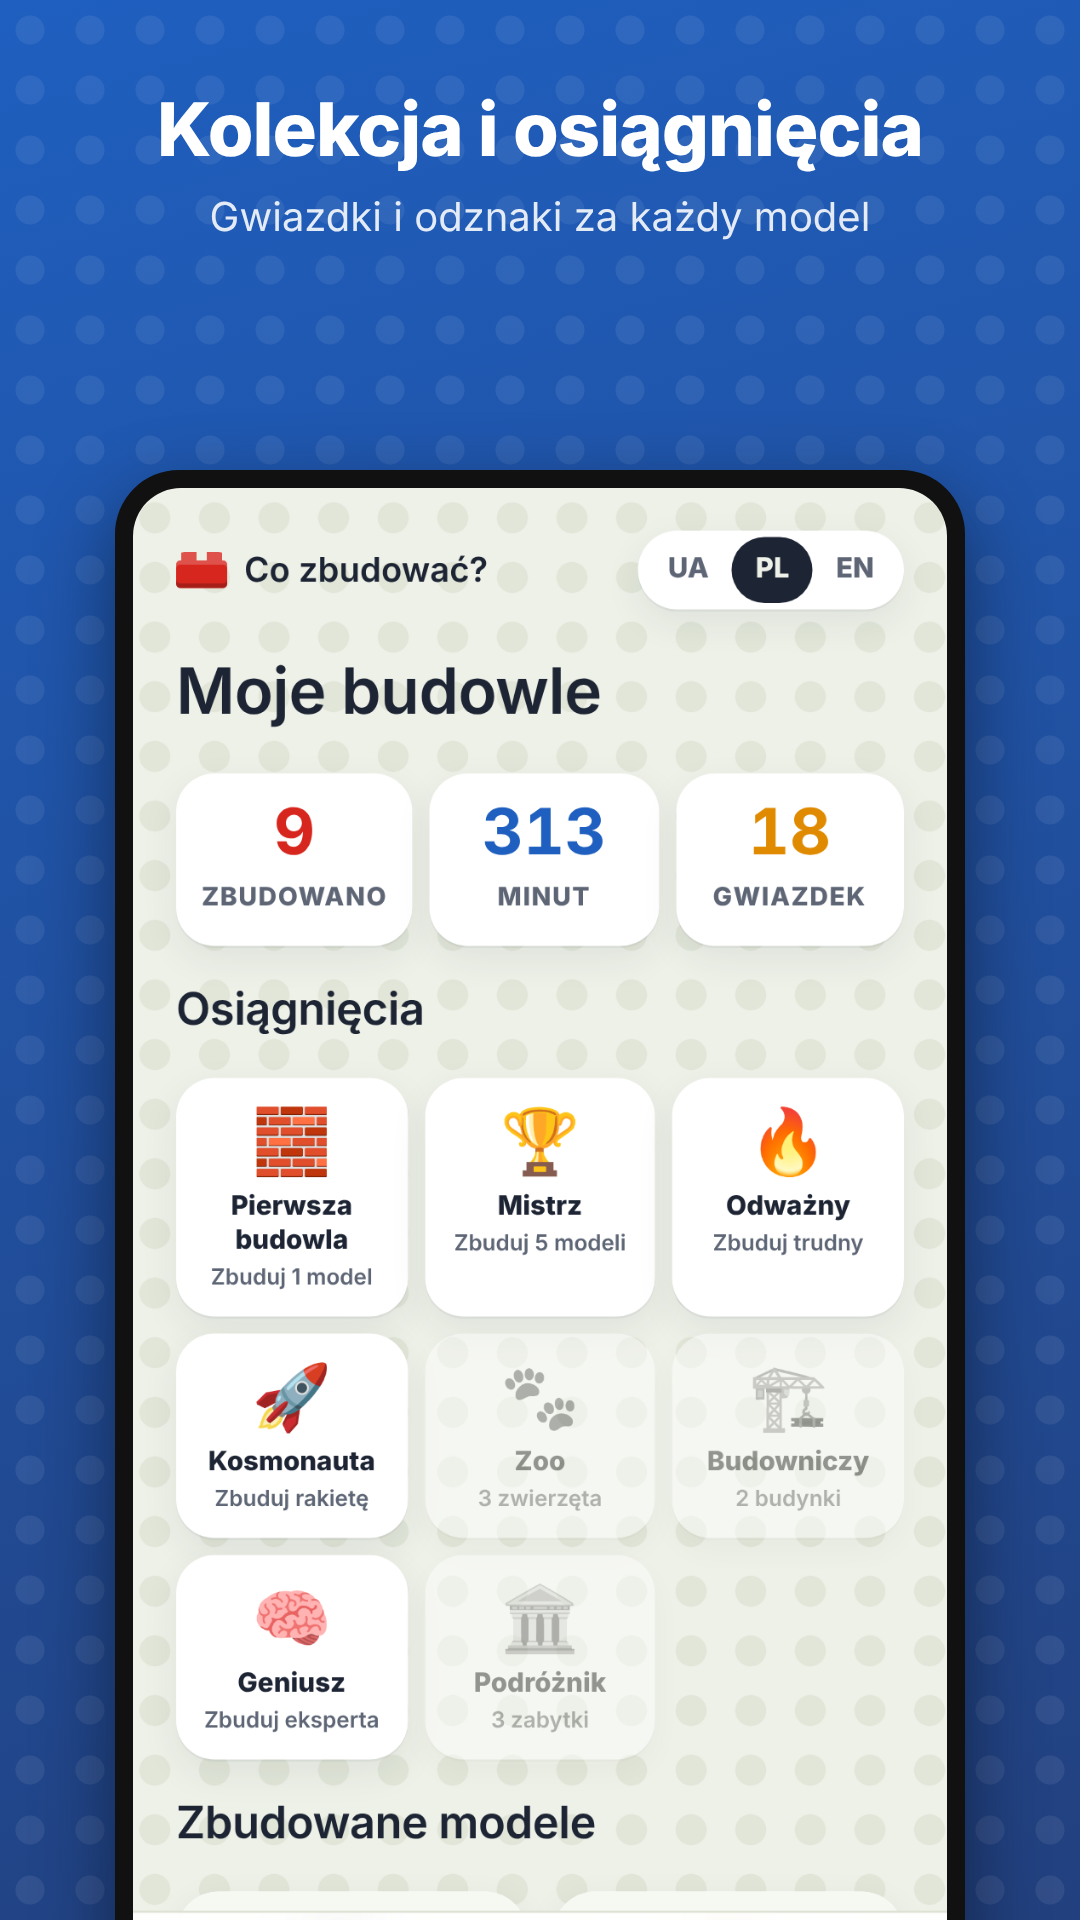 Kolekcja i osiągnięcia
Gwiazdki i odznaki za każdy model
Co zbudować?
UA PL EN
Moje budowle
9 313 18
ZBUDOWANO MINUT GWIAZDEK
Osiągnięcia
Pierwsza budowla
Zbuduj 1 model
Mistrz
Zbuduj 5 modeli
Odważny
Zbuduj trudny
Kosmonauta
Zbuduj rakietę
Zoo
3 zwierzęta
Budowniczy
2 budynki
Geniusz
Zbuduj eksperta
Podróżnik
3 zabytki
Zbudowane modele